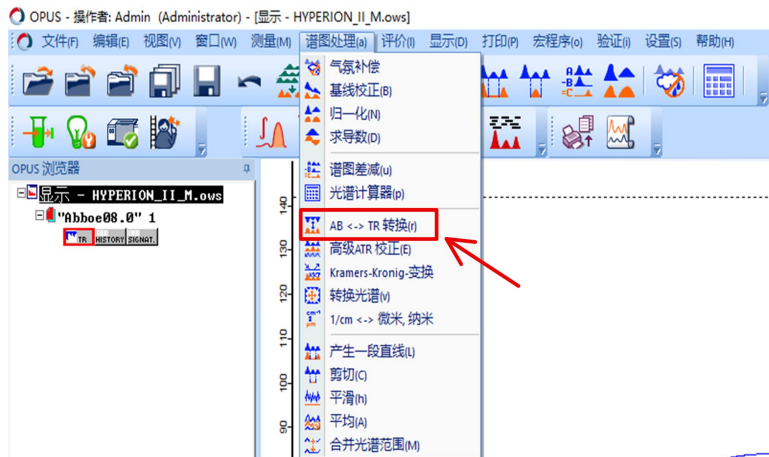 OPUS - 操作者: Admin (Administrator) - [显示 - HYPERION_II_M.ows]
文件(F) 编辑(E) 视图(V) 窗口(W) 测量(M) 谱图处理(a) 评价(I) 显示(D) 打印(P) 宏程序(o) 验证(i) 设置(S) 帮助(H)
气氛补偿
基线校正(B)
归一化(N)
求导数(D)
谱图差减(u)
光谱计算器(p)
AB <-> TR 转换(r)
高级ATR 校正(E)
Kramers-Kronig-变换
转换光谱(v)
1/cm <-> 微米, 纳米
产生一段直线(L)
剪切(C)
平滑(h)
平均(A)
合并光谱范围(M)
OPUS 浏览器
显示 - HYPERION_II_M.ows
"Abboe08.0" 1
TR HISTORY SIGNAT.
140
130
120
110
100
90
A
-B
=C